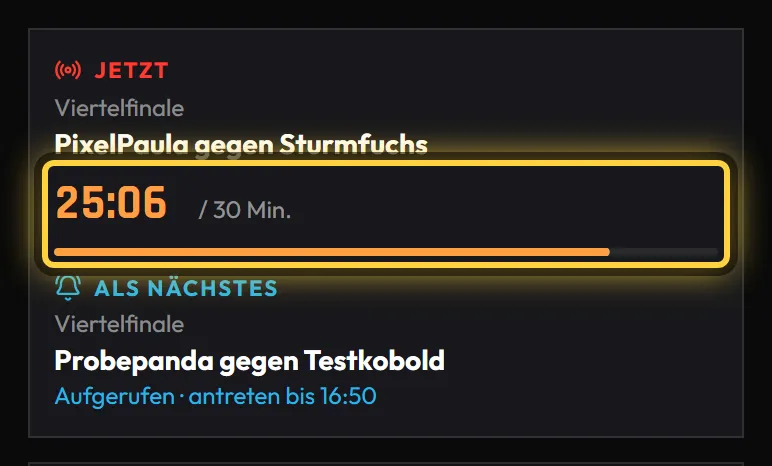 JETZT
Viertelfinale
PixelPaula gegen Sturmfuchs
25:06 / 30 Min.
ALS NÄCHSTES
Viertelfinale
Probepanda gegen Testkobold
Aufgerufen · antreten bis 16:50